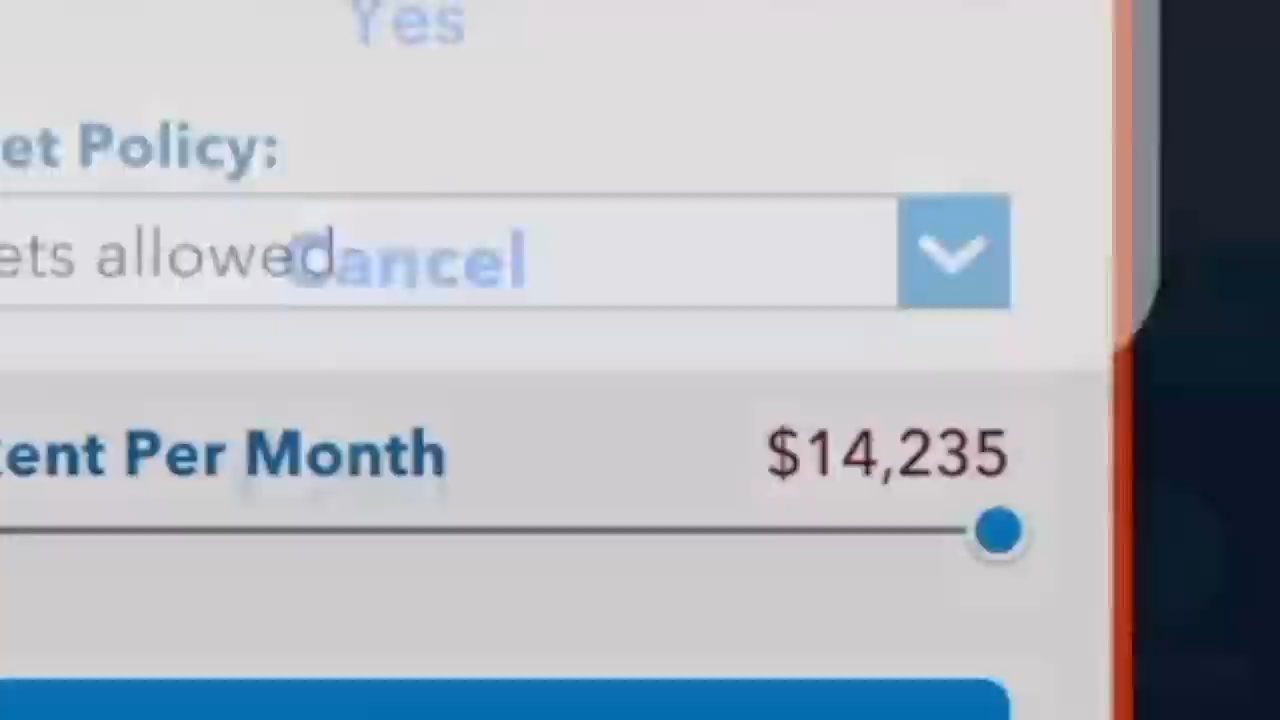 Yes
et Policy:
ets allowed
Cancel
ent Per Month
$14,235